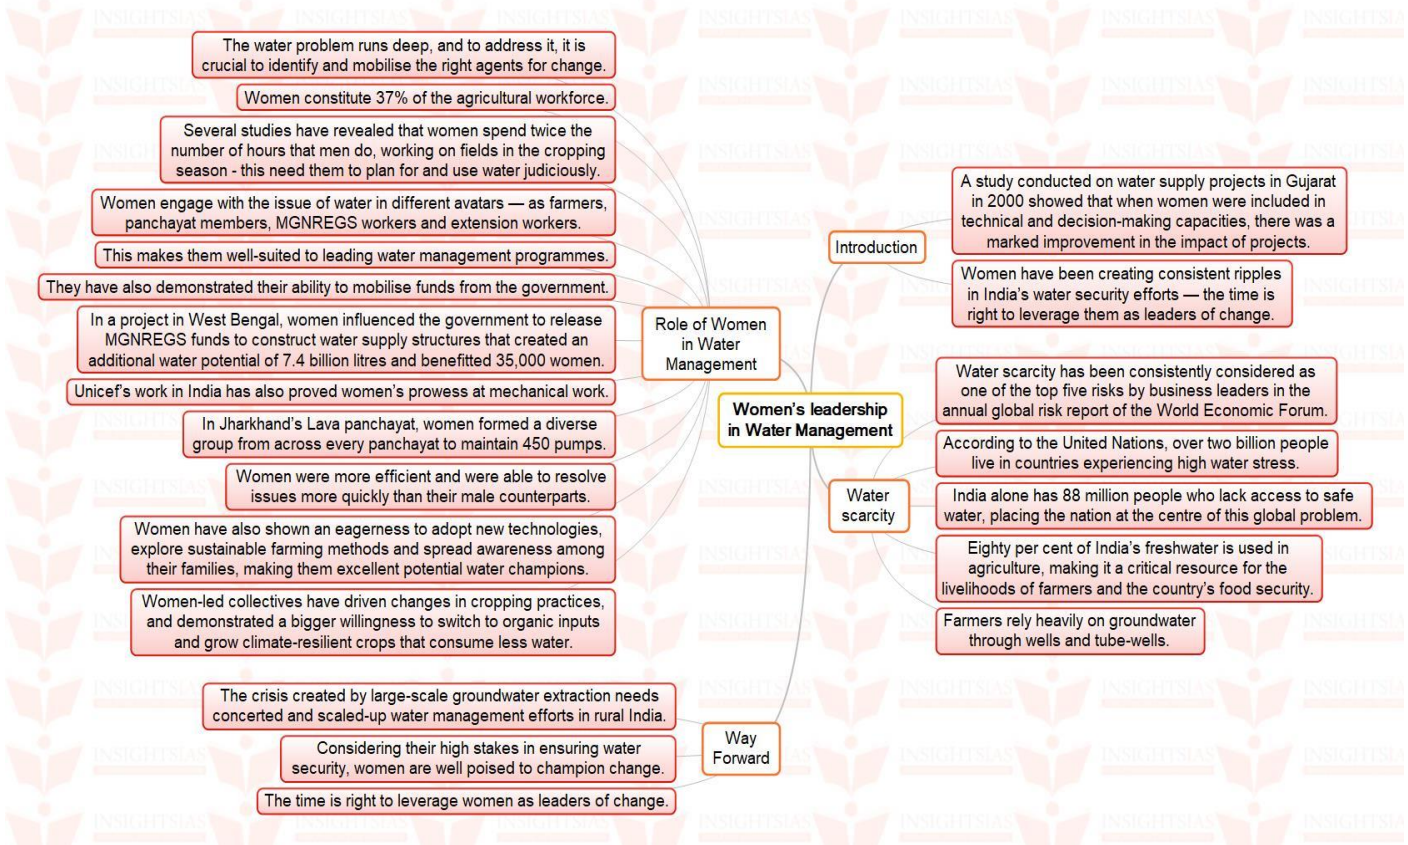 Women's leadership
in Water Management
Introduction
A study conducted on water supply projects in Gujarat
in 2000 showed that when women were included in
technical and decision-making capacities, there was a
marked improvement in the impact of projects.
Women have been creating consistent ripples
in India's water security efforts — the time is
right to leverage them as leaders of change.
Water
scarcity
Water scarcity has been consistently considered as
one of the top five risks by business leaders in the
annual global risk report of the World Economic Forum.
According to the United Nations, over two billion people
live in countries experiencing high water stress.
India alone has 88 million people who lack access to safe
water, placing the nation at the centre of this global problem.
Eighty per cent of India's freshwater is used in
agriculture, making it a critical resource for the
livelihoods of farmers and the country's food security.
Farmers rely heavily on groundwater
through wells and tube-wells.
Role of Women
in Water
Management
The water problem runs deep, and to address it, it is
crucial to identify and mobilise the right agents for change.
Women constitute 37% of the agricultural workforce.
Several studies have revealed that women spend twice the
number of hours that men do, working on fields in the cropping
season - this need them to plan for and use water judiciously.
Women engage with the issue of water in different avatars — as farmers,
panchayat members, MGNREGS workers and extension workers.
This makes them well-suited to leading water management programmes.
They have also demonstrated their ability to mobilise funds from the government.
In a project in West Bengal, women influenced the government to release
MGNREGS funds to construct water supply structures that created an
additional water potential of 7.4 billion litres and benefitted 35,000 women.
Unicef's work in India has also proved women's prowess at mechanical work.
In Jharkhand's Lava panchayat, women formed a diverse
group from across every panchayat to maintain 450 pumps.
Women were more efficient and were able to resolve
issues more quickly than their male counterparts.
Women have also shown an eagerness to adopt new technologies,
explore sustainable farming methods and spread awareness among
their families, making them excellent potential water champions.
Women-led collectives have driven changes in cropping practices,
and demonstrated a bigger willingness to switch to organic inputs
and grow climate-resilient crops that consume less water.
Way
Forward
The crisis created by large-scale groundwater extraction needs
concerted and scaled-up water management efforts in rural India.
Considering their high stakes in ensuring water
security, women are well poised to champion change.
The time is right to leverage women as leaders of change.
INSIGHTSIAS